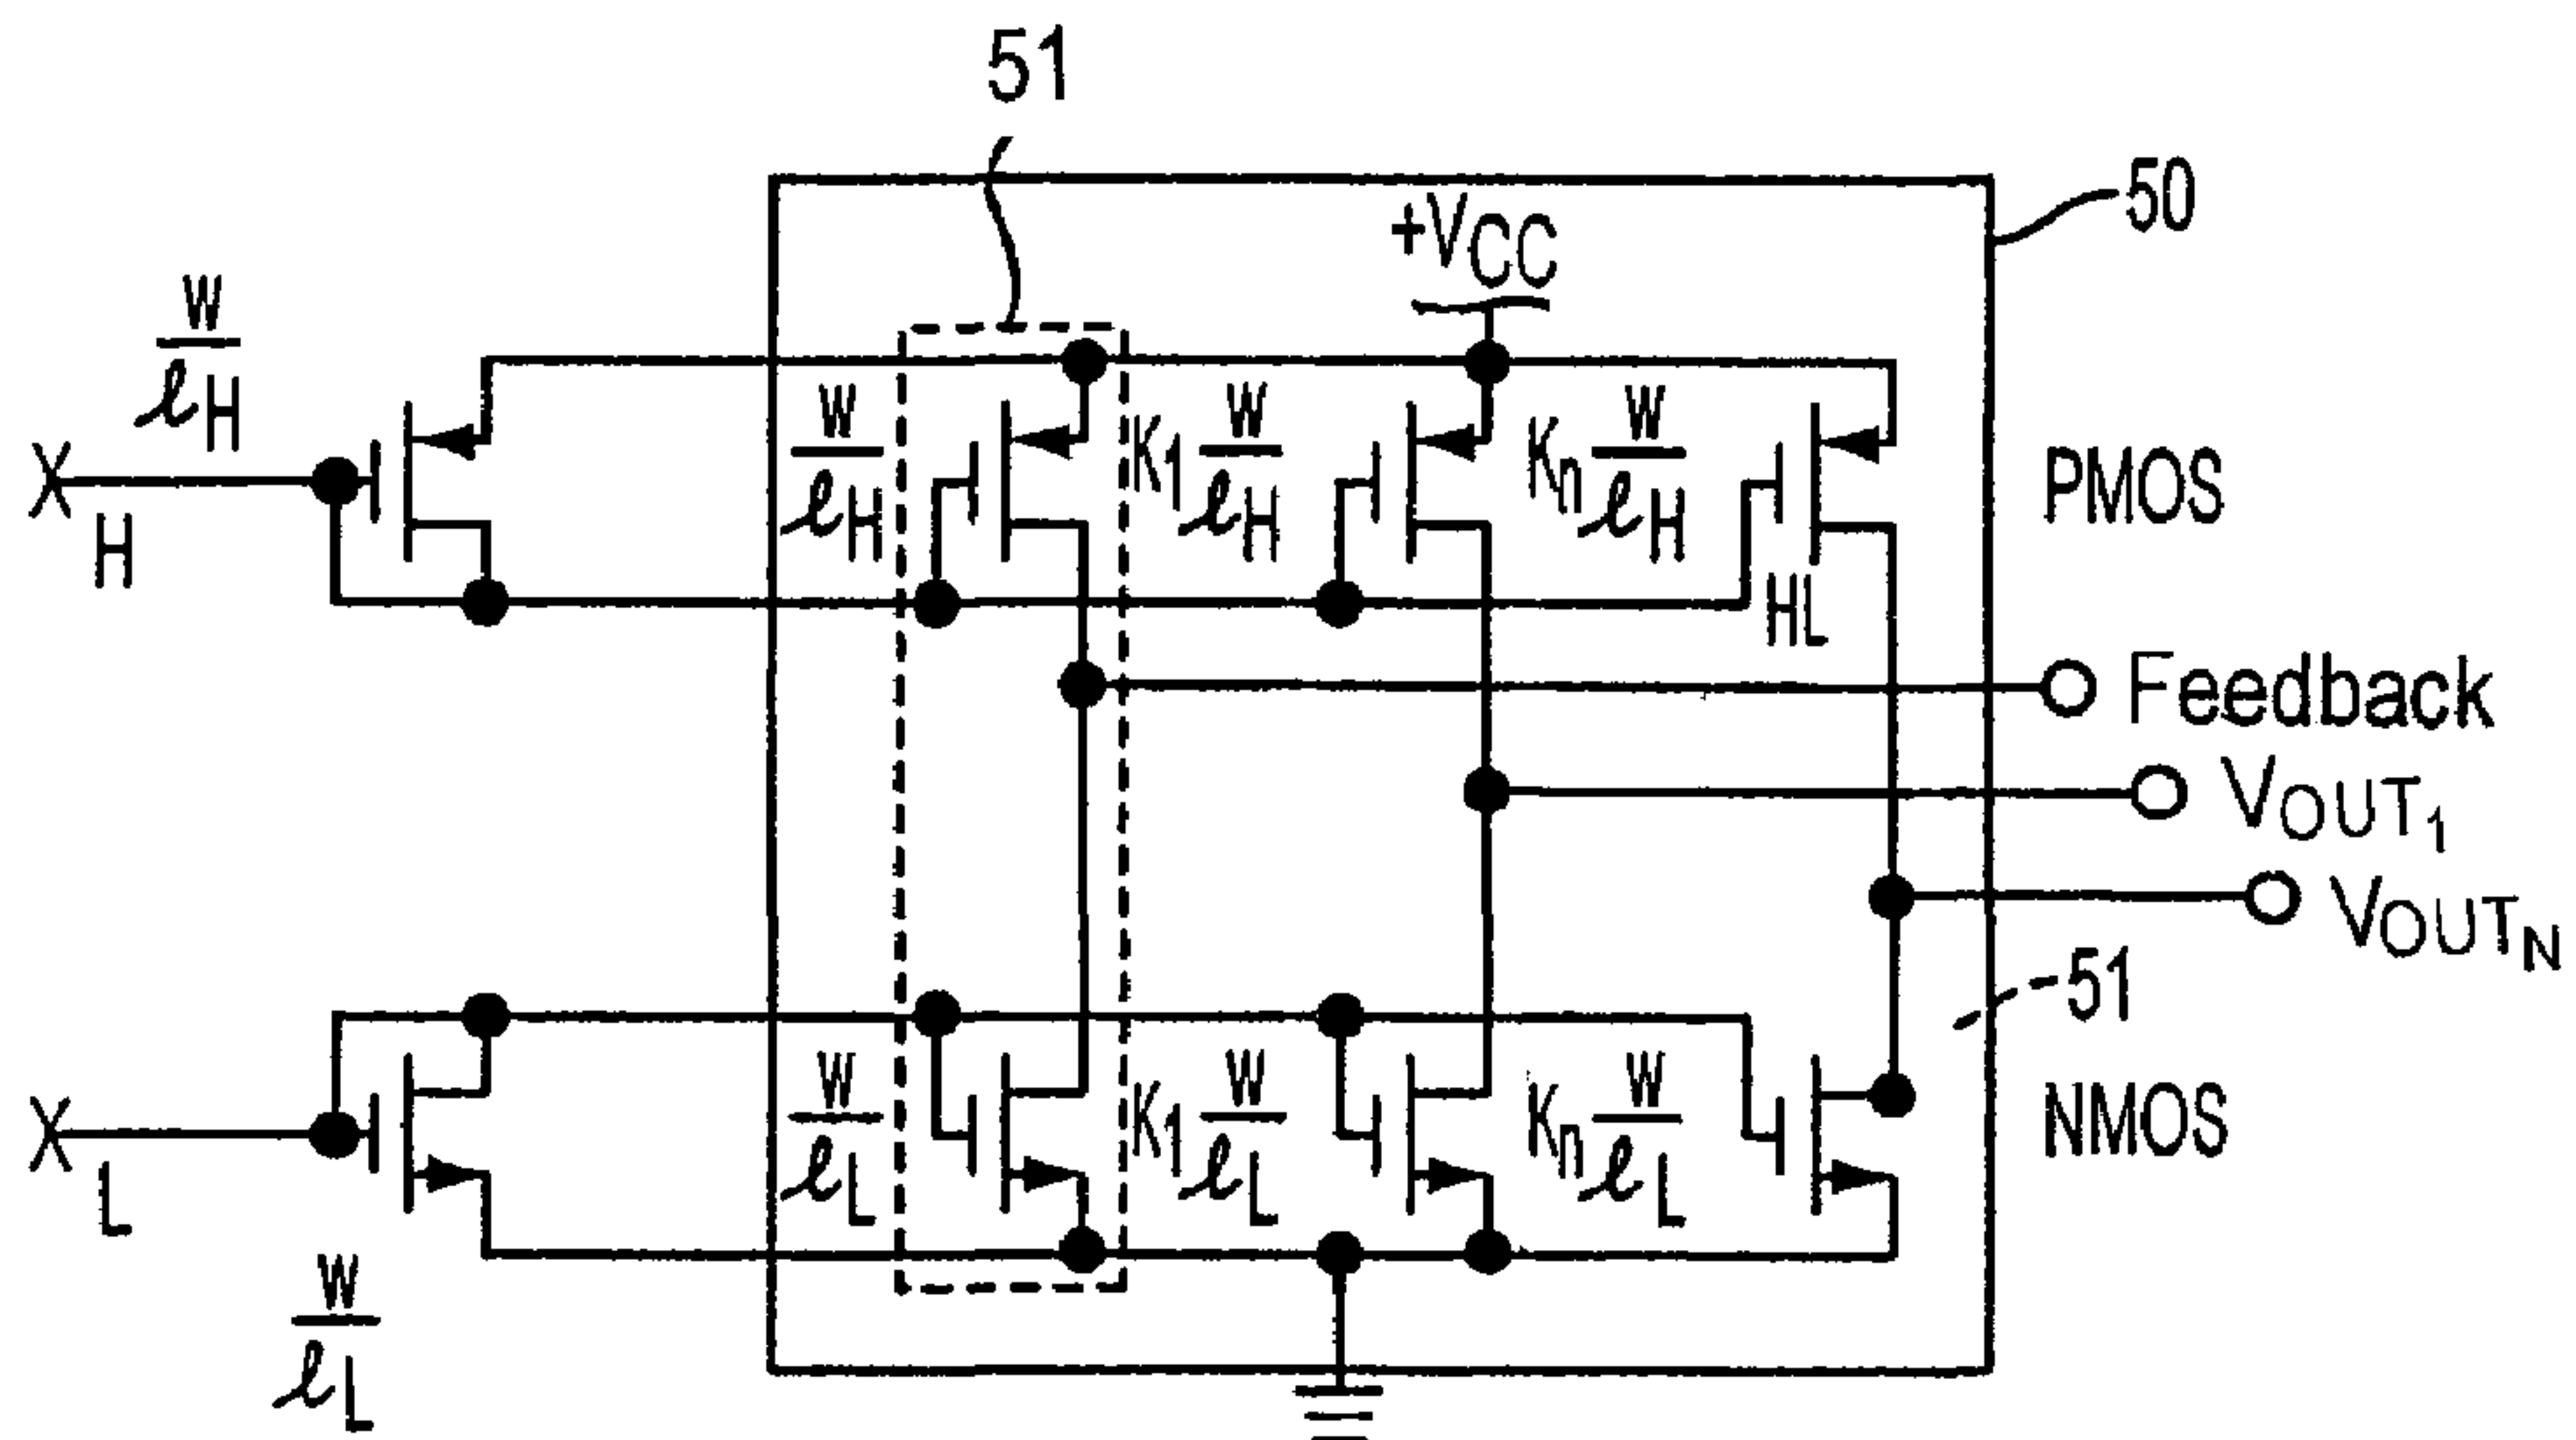 51
50
+VCC
W
ℓH
XH
W
ℓH
K1 W
ℓH
Kn W
ℓH
PMOS
HL
Feedback
VOUT1
VOUTN
51
XL
W
ℓL
K1 W
ℓL
Kn W
ℓL
NMOS
W
ℓL